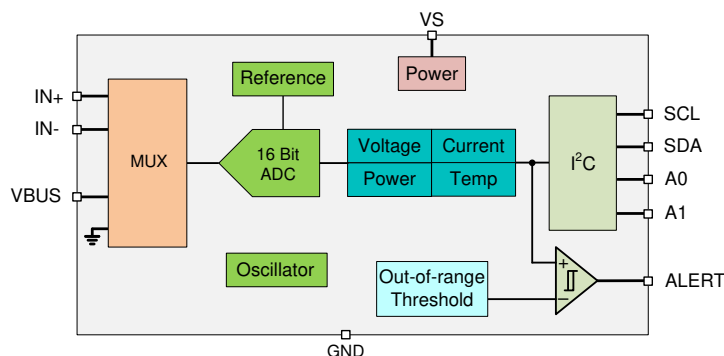 VS
Reference
Power
IN+
IN-
VBUS
MUX
16 Bit
ADC
Voltage
Current
Power
Temp
I²C
SCL
SDA
A0
A1
Oscillator
Out-of-range
Threshold
+
−
ALERT
GND